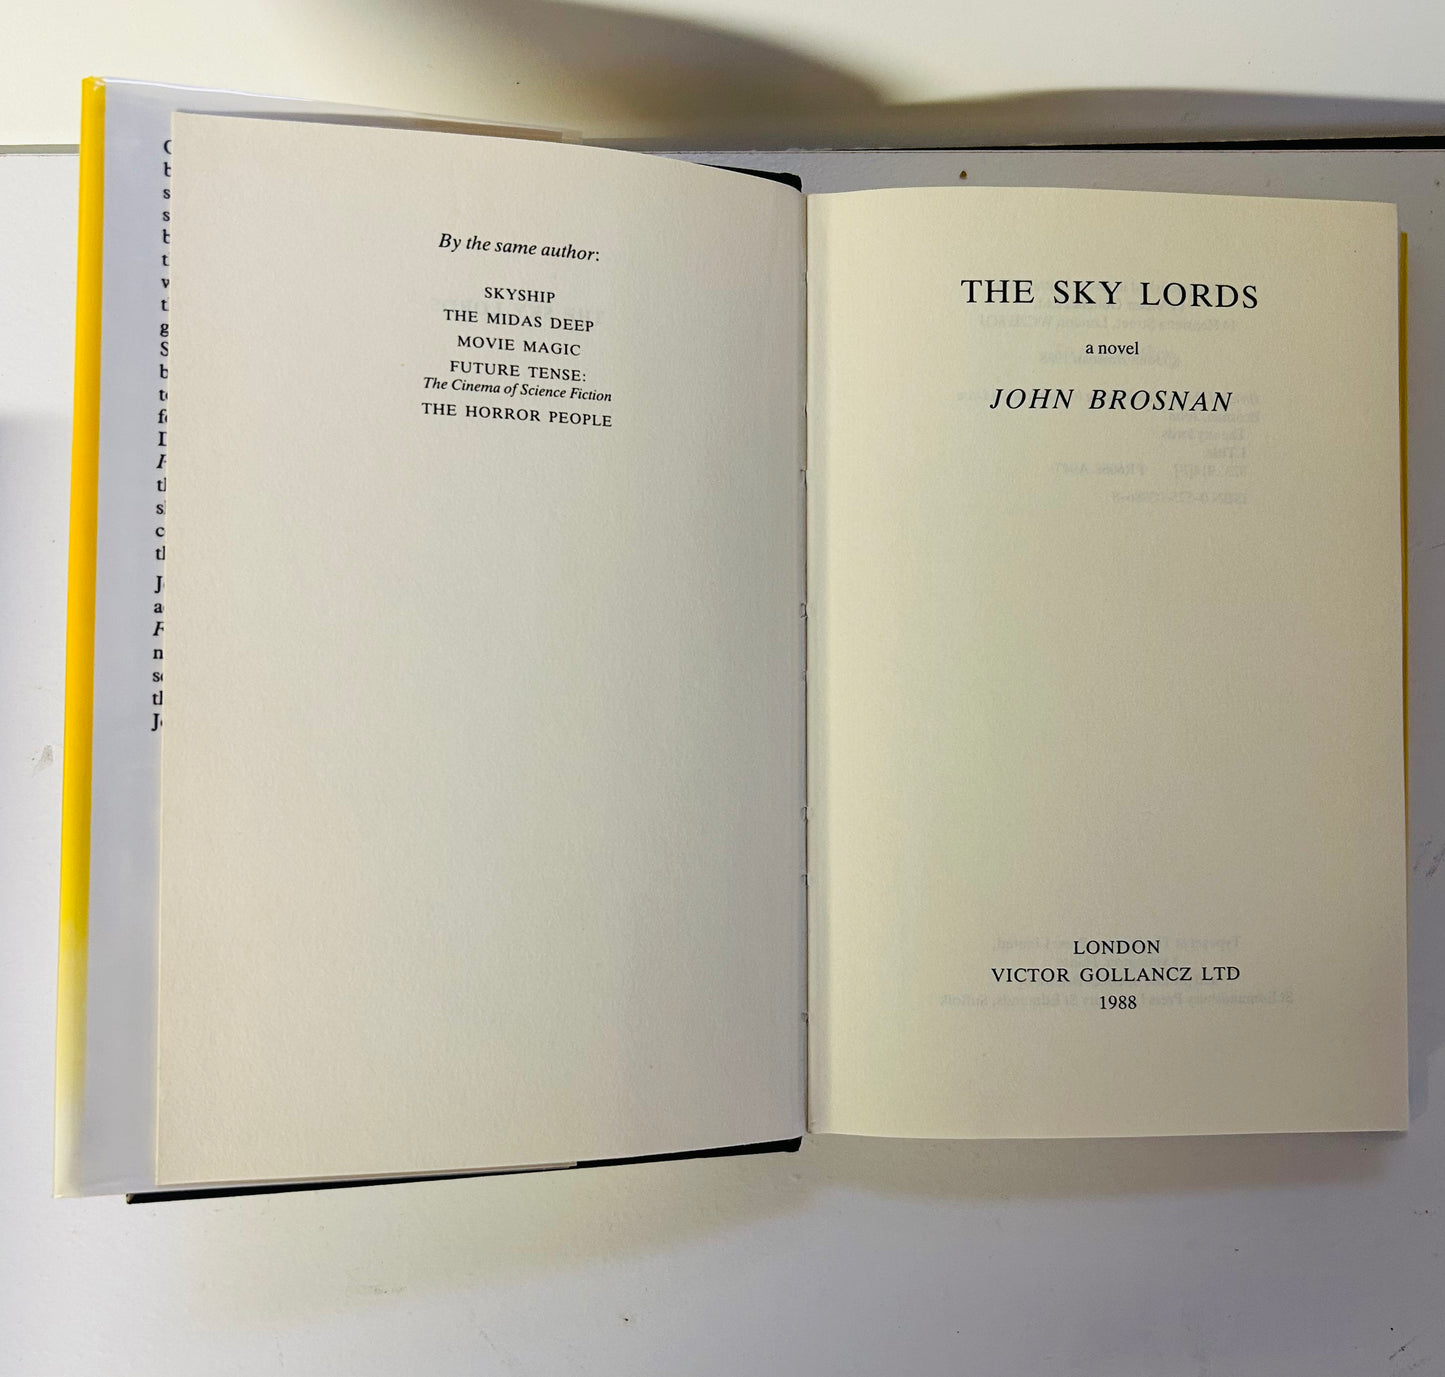 By the same author:
SKYSHIP
THE MIDAS DEEP
MOVIE MAGIC
FUTURE TENSE:
The Cinema of Science Fiction
THE HORROR PEOPLE
THE SKY LORDS
a novel
JOHN BROSNAN
LONDON
VICTOR GOLLANCZ LTD
1988